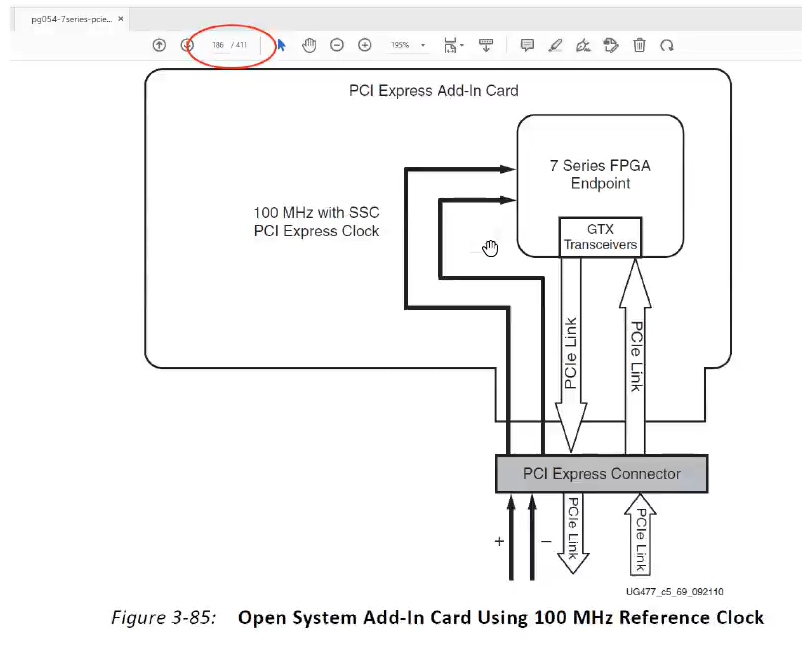 pg054-7series-pcie... ×
186 / 411
195%
PCI Express Add-In Card
7 Series FPGA
Endpoint
100 MHz with SSC
PCI Express Clock
GTX
Transceivers
PCIe Link
PCIe Link
PCI Express Connector
+
−
PCIe Link
PCIe Link
UG477_c5_69_092110
Figure 3-85: Open System Add-In Card Using 100 MHz Reference Clock